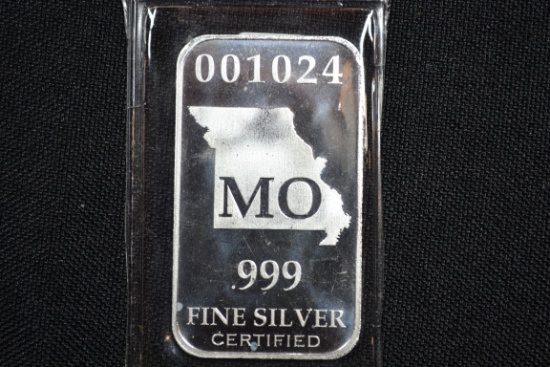 001024
MO
.999
FINE SILVER
CERTIFIED